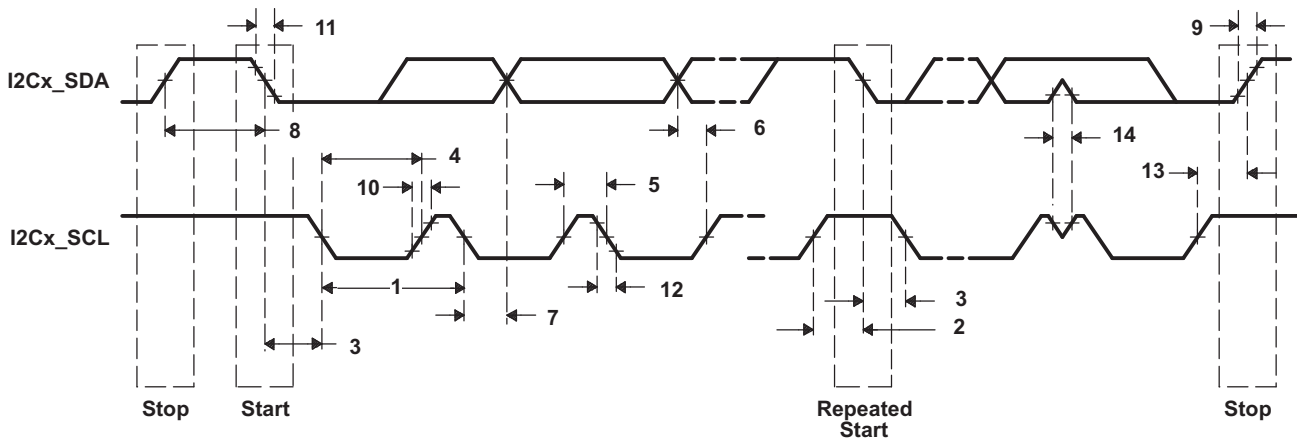 11
9
I2Cx_SDA
8
6
14
4
10
5
13
I2Cx_SCL
1
12
7
3
3
2
Stop
Start
Repeated
Start
Stop